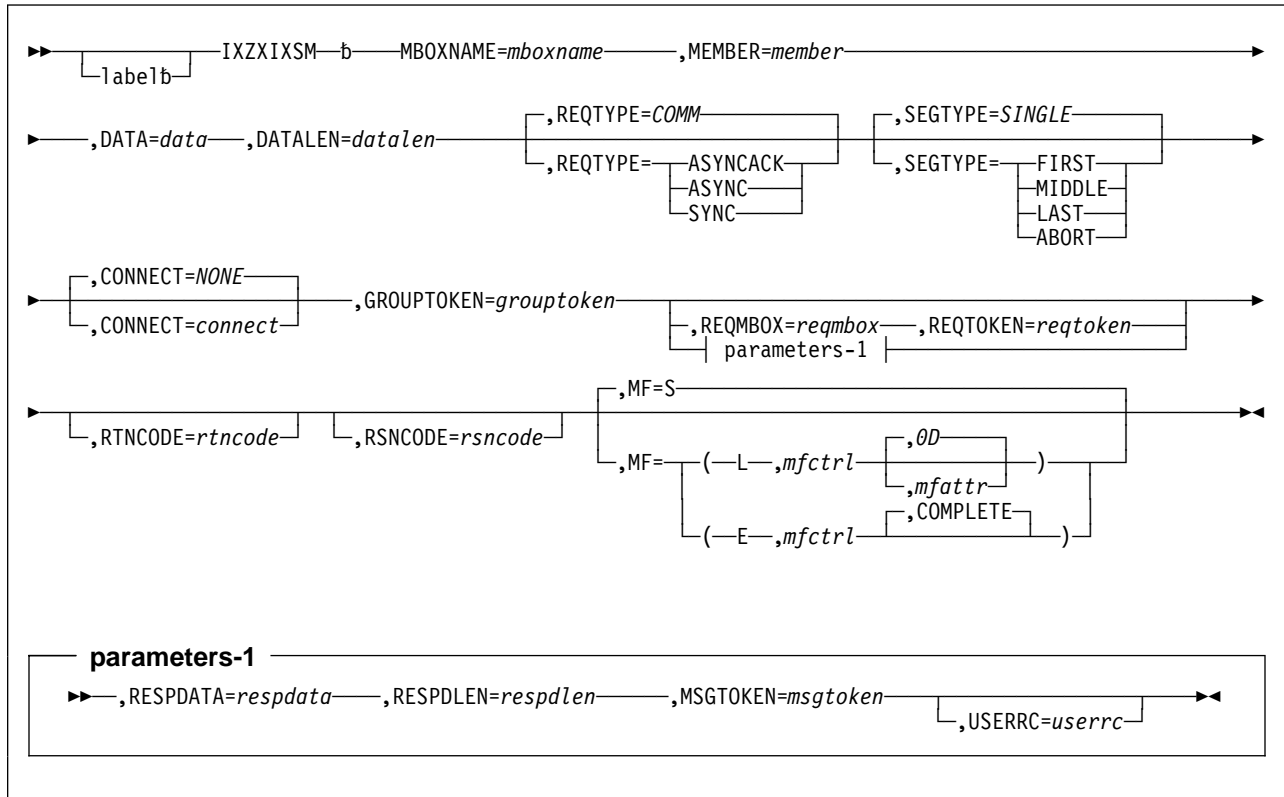 IXZXIXSM ƀ MBOXNAME=mboxname ,MEMBER=member
labelƀ
,DATA=data ,DATALEN=datalen
,REQTYPE=COMM
,REQTYPE= ASYNCACK
ASYNC
SYNC
,SEGTYPE=SINGLE
,SEGTYPE= FIRST
MIDDLE
LAST
ABORT
,CONNECT=NONE
,CONNECT=connect
,GROUPTOKEN=grouptoken
,REQMBOX=reqmbox ,REQTOKEN=reqtoken
parameters-1
,RTNCODE=rtncode
,RSNCODE=rsncode
,MF=S
,MF= ( L ,mfctrl ,0D )
,mfattr
( E ,mfctrl ,COMPLETE )
parameters-1
,RESPDATA=respdata ,RESPDLEN=respdlen ,MSGTOKEN=msgtoken
,USERRC=userrc